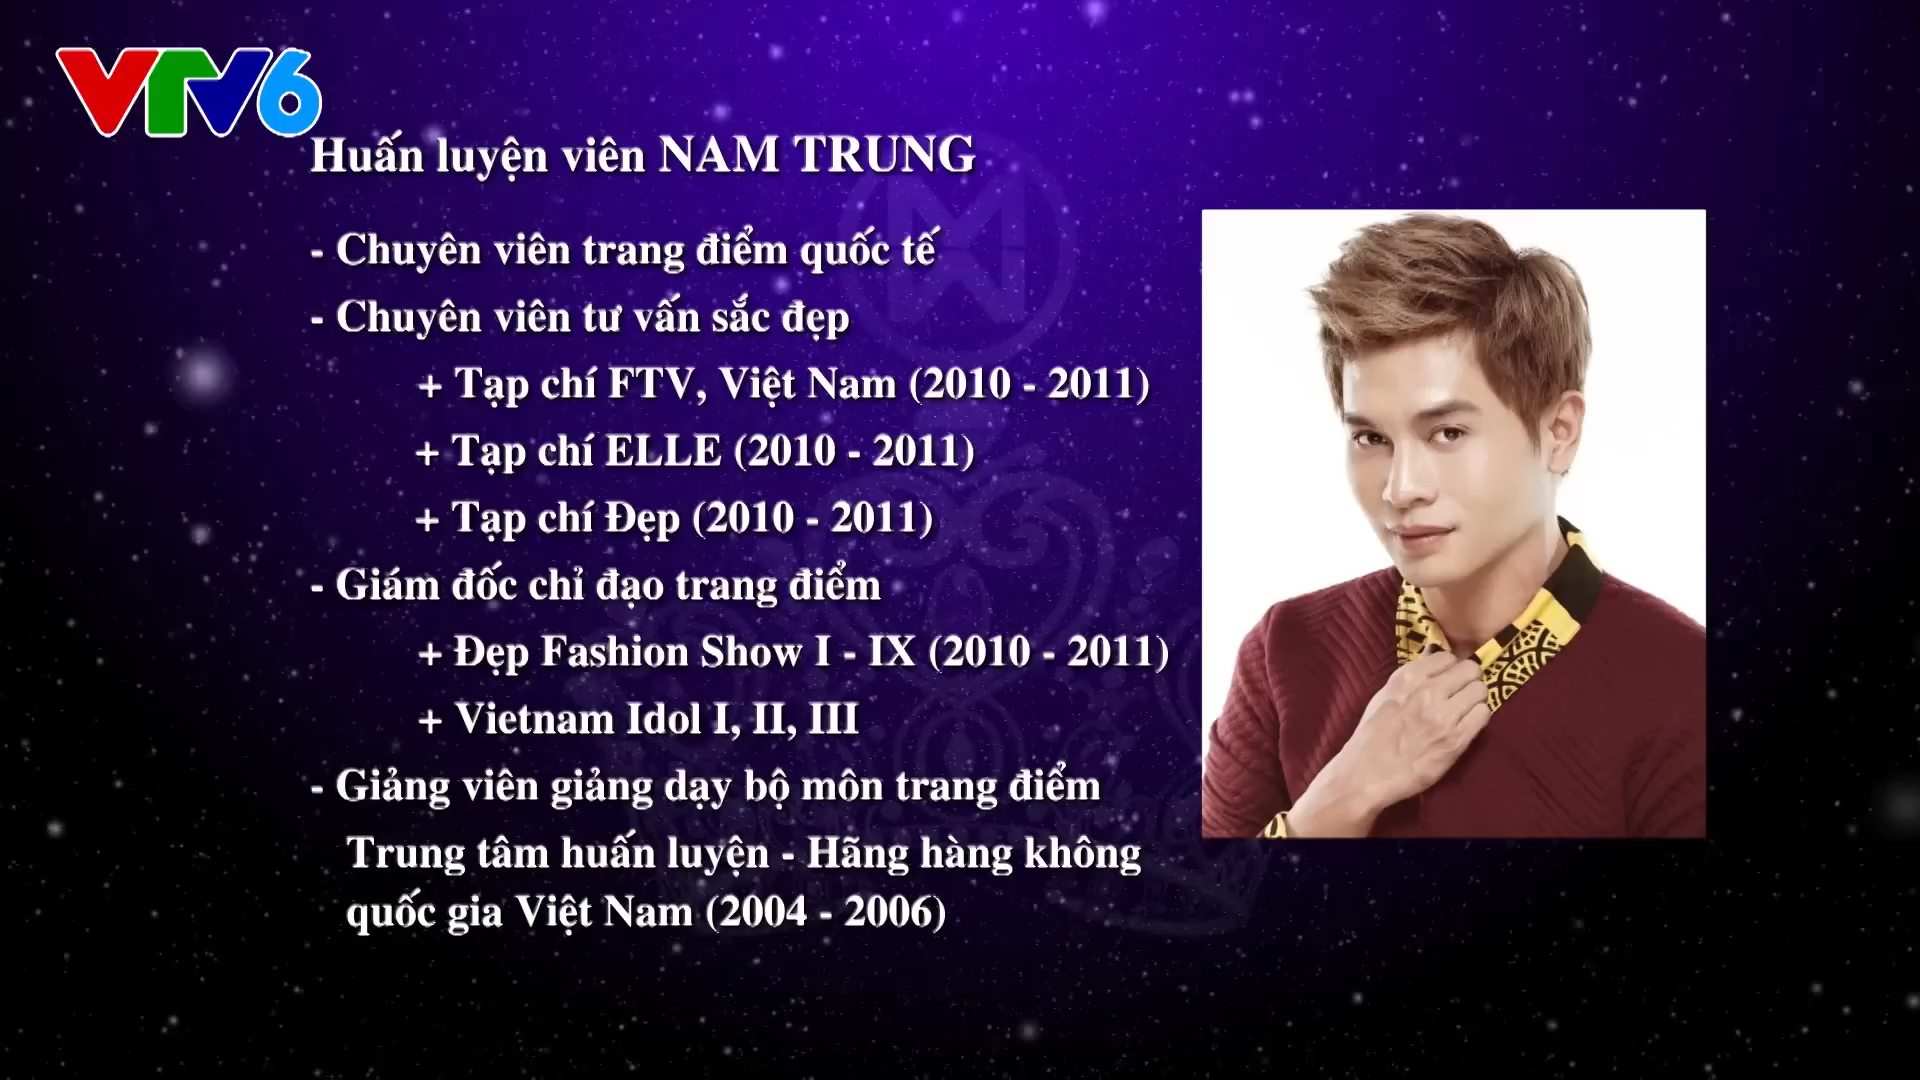 VTV6
Huấn luyện viên NAM TRUNG
- Chuyên viên trang điểm quốc tế
- Chuyên viên tư vấn sắc đẹp
+ Tạp chí FTV, Việt Nam (2010 - 2011)
+ Tạp chí ELLE (2010 - 2011)
+ Tạp chí Đẹp (2010 - 2011)
- Giám đốc chỉ đạo trang điểm
+ Đẹp Fashion Show I - IX (2010 - 2011)
+ Vietnam Idol I, II, III
- Giảng viên giảng dạy bộ môn trang điểm
Trung tâm huấn luyện - Hãng hàng không
quốc gia Việt Nam (2004 - 2006)